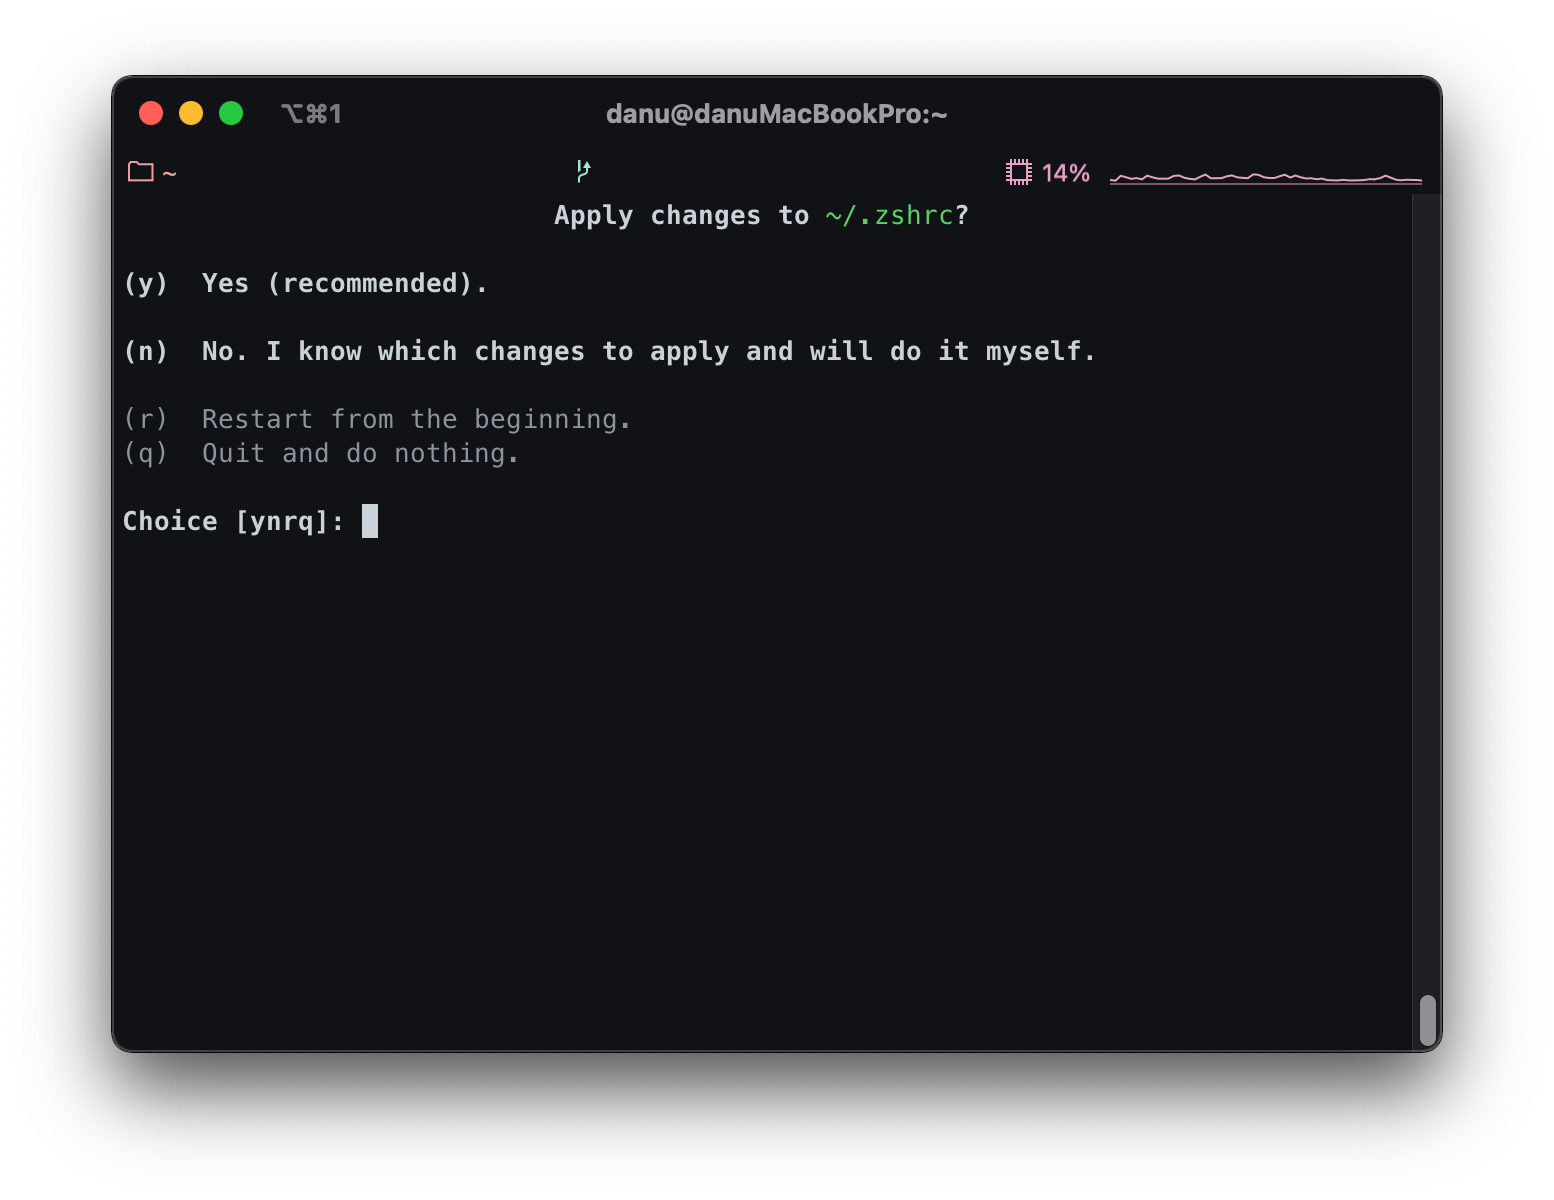 ⌥⌘1 danu@danuMacBookPro:~
~ 14%
Apply changes to ~/.zshrc?
(y)  Yes (recommended).
(n)  No. I know which changes to apply and will do it myself.
(r)  Restart from the beginning.
(q)  Quit and do nothing.
Choice [ynrq]: